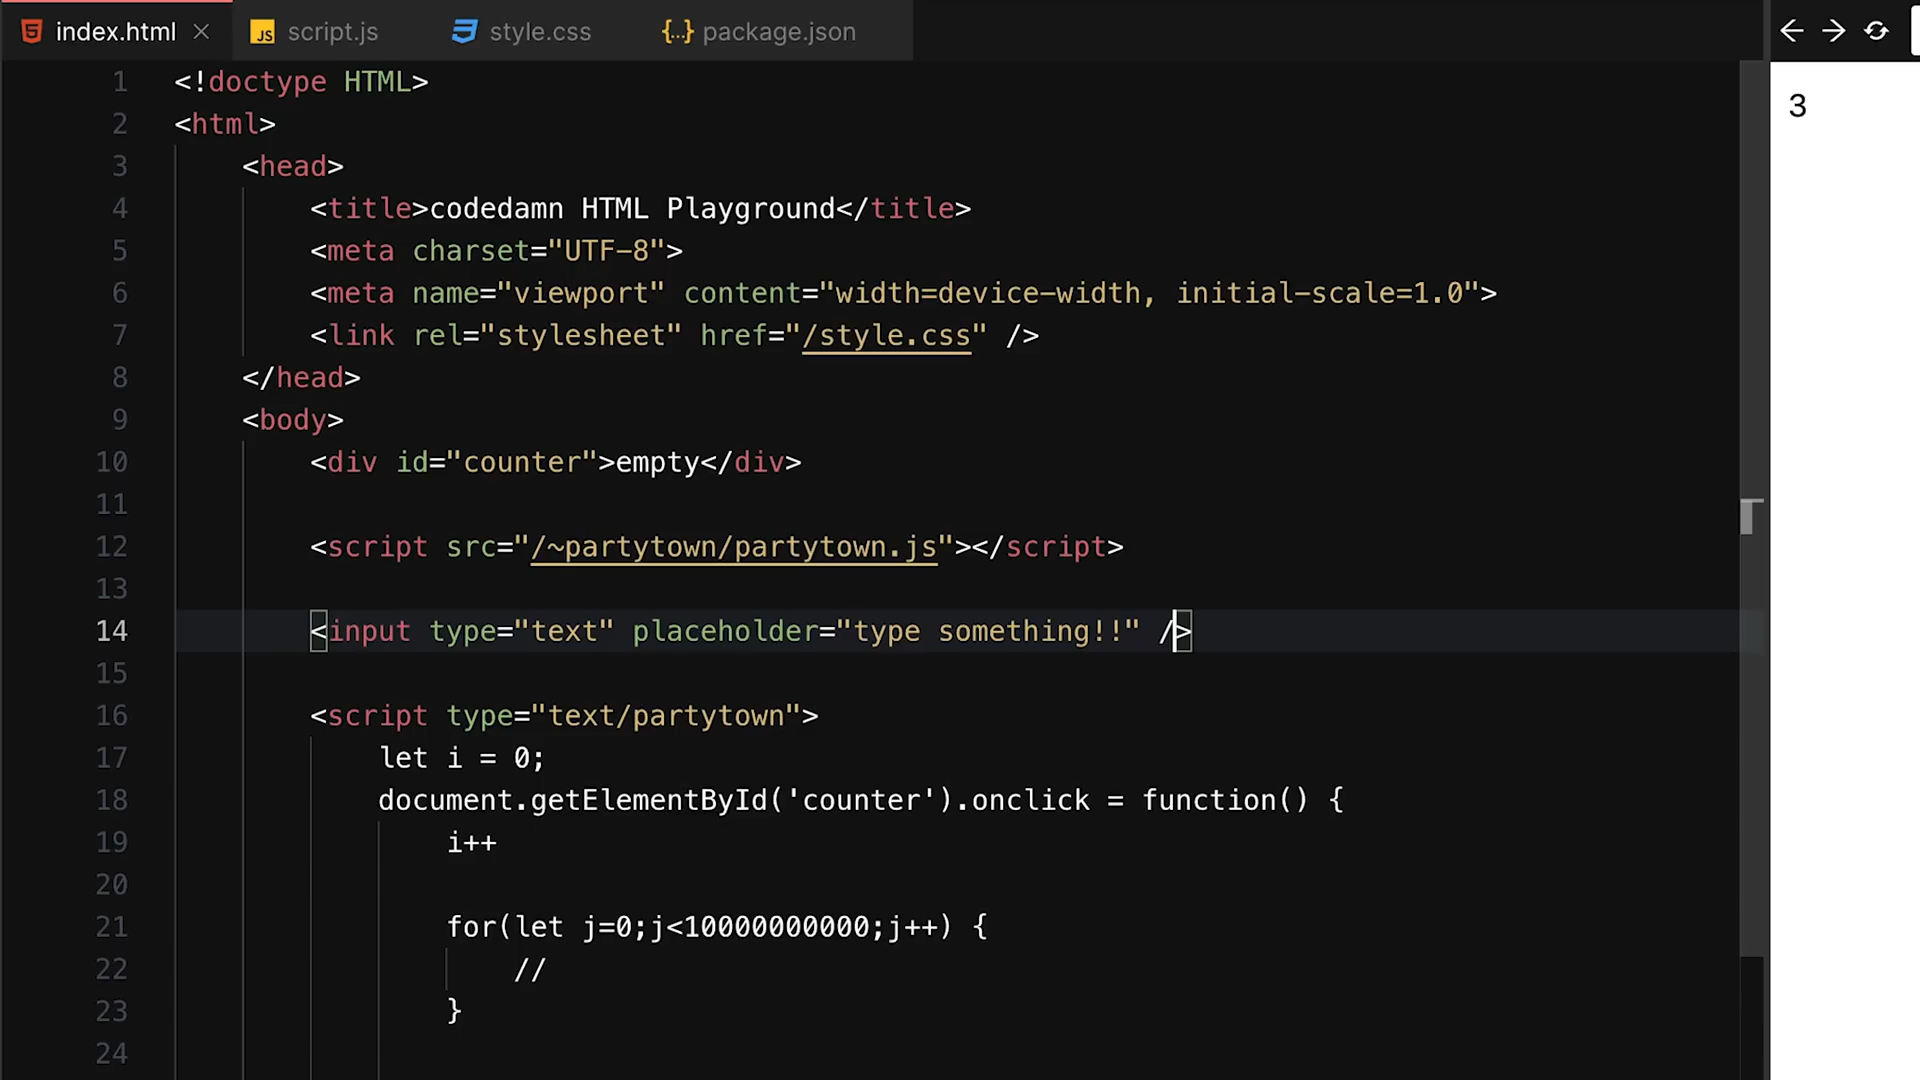 index.html
script.js
style.css
package.json
1 <!doctype HTML>
2 <html>
3 <head>
4 <title>codedamn HTML Playground</title>
5 <meta charset="UTF-8">
6 <meta name="viewport" content="width=device-width, initial-scale=1.0">
7 <link rel="stylesheet" href="/style.css" />
8 </head>
9 <body>
10 <div id="counter">empty</div>
11
12 <script src="/~partytown/partytown.js"></script>
13
14 <input type="text" placeholder="type something!!" />
15
16 <script type="text/partytown">
17 let i = 0;
18 document.getElementById('counter').onclick = function() {
19 i++
20
21 for(let j=0;j<10000000000;j++) {
22 //
23 }
24
3